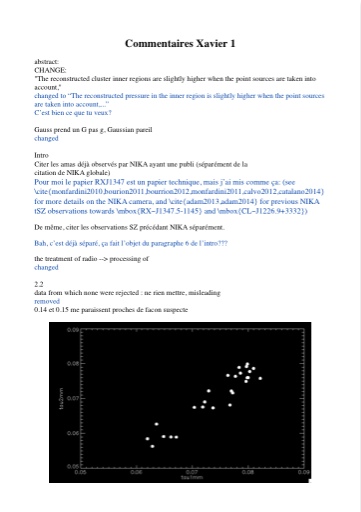 Commentaires Xavier 1
abstract:
CHANGE:
"The reconstructed cluster inner regions are slightly higher when the point sources are taken into
account,"
changed to "The reconstructed pressure in the inner region is slightly higher when the point sources
are taken into account,..."
C'est bien ce que tu veux?
Gauss prend un G pas g, Gaussian pareil
changed
Intro
Citer les amas déjà observés par NIKA ayant une publi (séparément de la
citation de NIKA globale)
Pour moi le papier RXJ1347 est un papier technique, mais j'ai mis comme ça: (see
\cite{monfardini2010,bourion2011,bourrion2012,monfardini2011,calvo2012,catalano2014}
for more details on the NIKA camera, and \cite{adam2013,adam2014} for previous NIKA
tSZ observations towards \mbox{RX~J1347.5-1145} and \mbox{CL~J1226.9+3332})
De même, citer les observations SZ précédant NIKA séparément.
Bah, c'est déjà séparé, ça fait l'objet du paragraphe 6 de l'intro???
the treatment of radio --> processing of
changed
2.2
data from which none were rejected : ne rien mettre, misleading
removed
0.14 et 0.15 me paraissent proches de facon suspecte
0.09
0.08
0.07
0.06
0.05
tau2mm
0.05 0.06 0.07 0.08 0.09
tau1mm